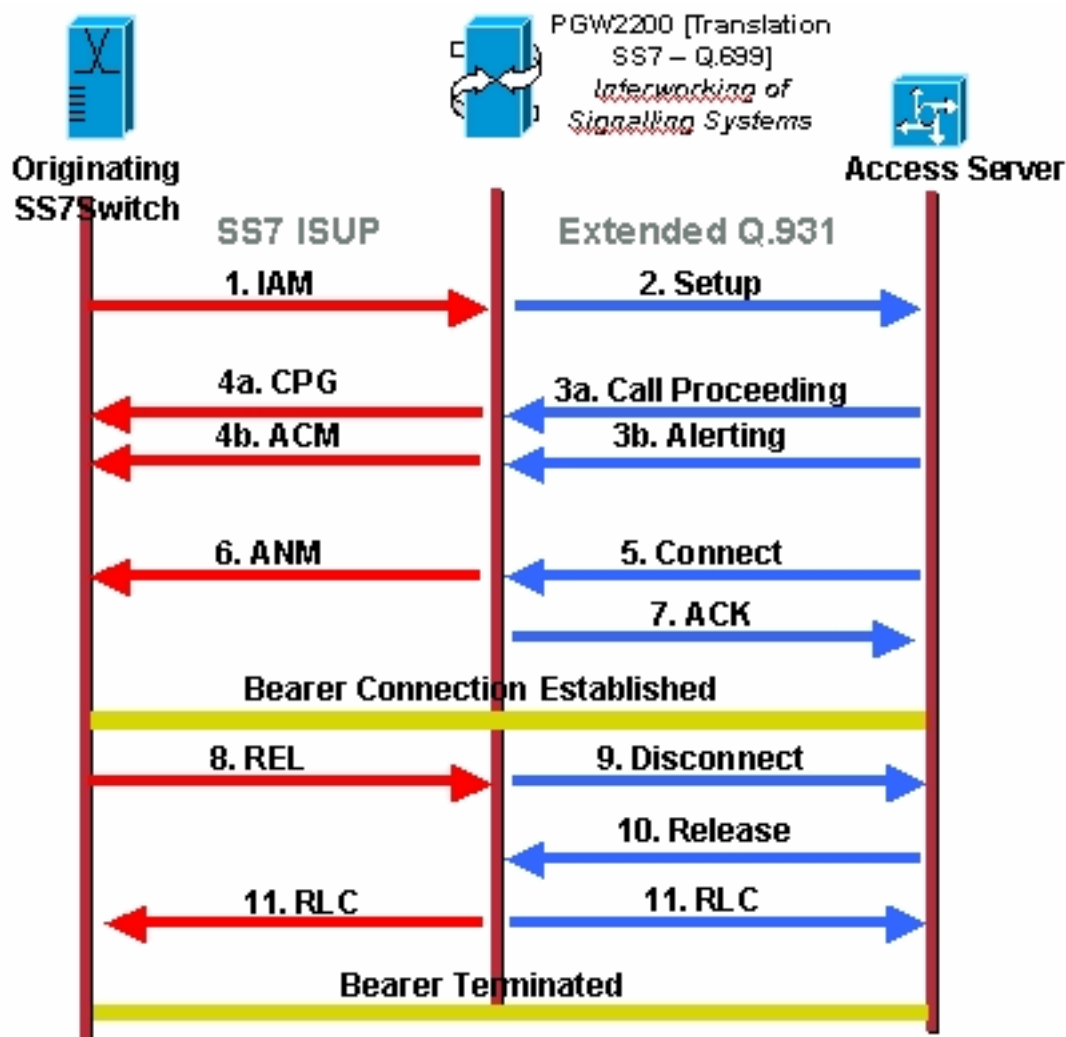 PGW2200 [Translation
SS7 – Q.699]
Interworking of
Signalling Systems
Originating
SS7Switch
Access Server
SS7 ISUP
Extended Q.931
1. IAM
2. Setup
4a. CPG
3a. Call Proceeding
4b. ACM
3b. Alerting
6. ANM
5. Connect
7. ACK
Bearer Connection Established
8. REL
9. Disconnect
10. Release
11. RLC
11. RLC
Bearer Terminated